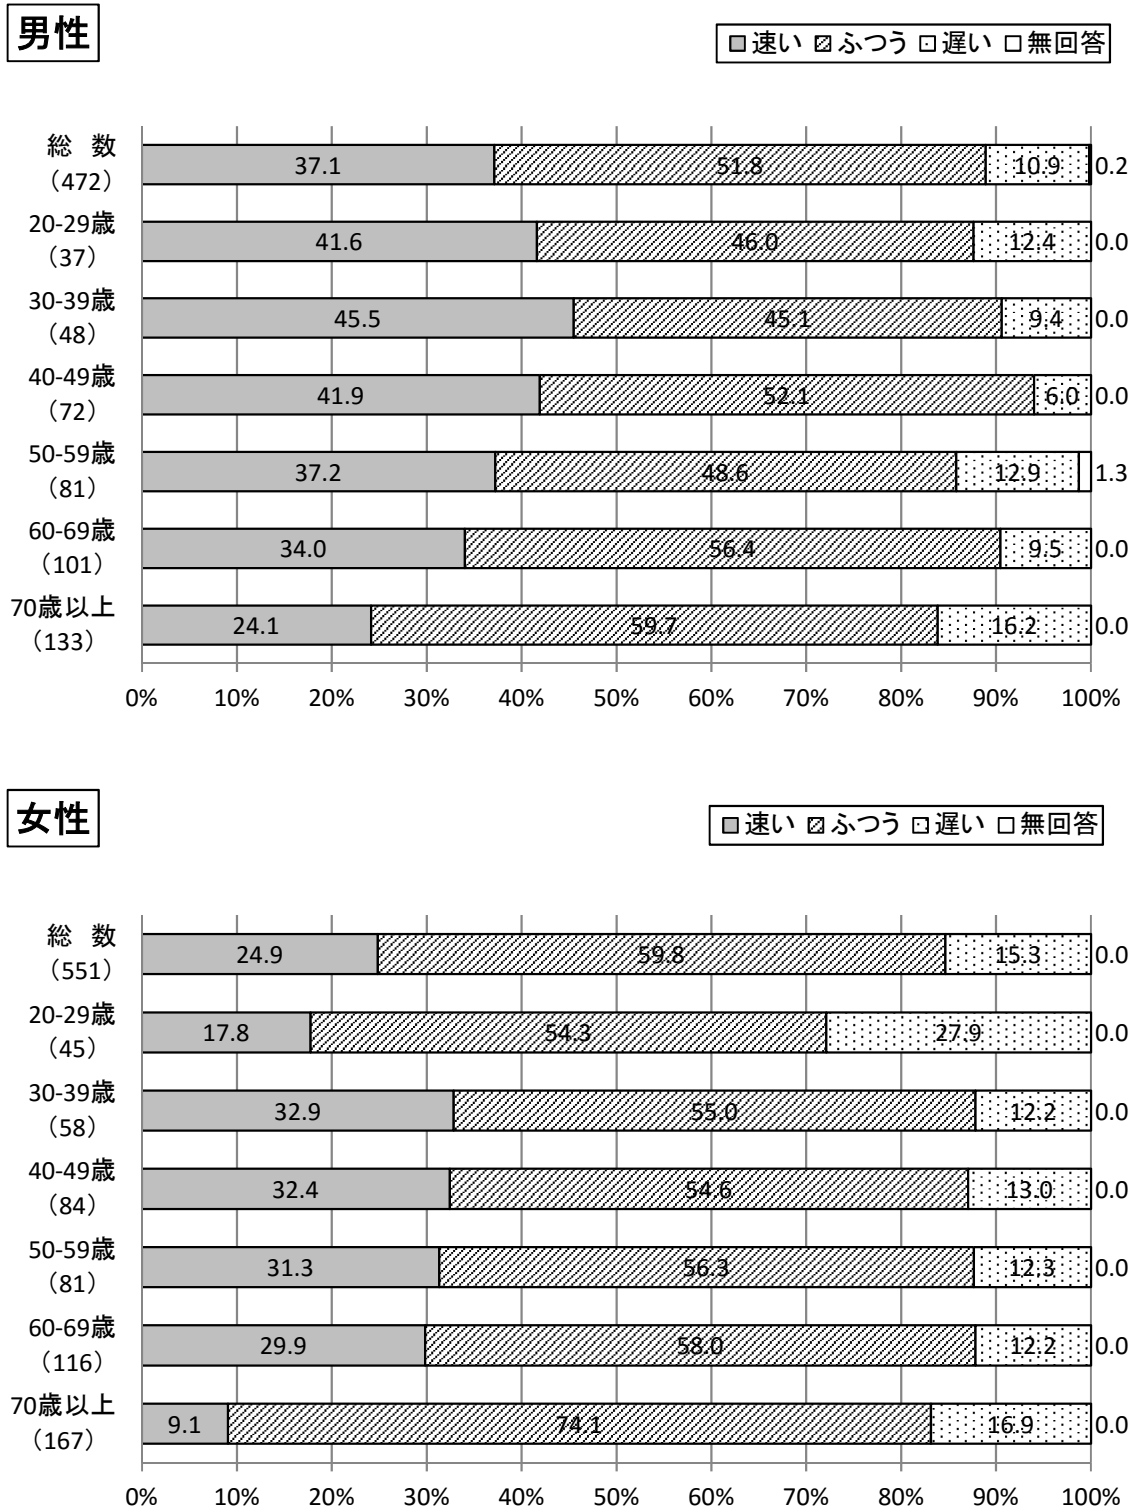 男性
速い ふつう 遅い 無回答
総 数
（472）
37.1 51.8 10.9 0.2
20-29歳
（37）
41.6 46.0 12.4 0.0
30-39歳
（48）
45.5 45.1 9.4 0.0
40-49歳
（72）
41.9 52.1 6.0 0.0
50-59歳
（81）
37.2 48.6 12.9 1.3
60-69歳
（101）
34.0 56.4 9.5 0.0
70歳以上
（133）
24.1 59.7 16.2 0.0
0% 10% 20% 30% 40% 50% 60% 70% 80% 90% 100%
女性
速い ふつう 遅い 無回答
総 数
（551）
24.9 59.8 15.3 0.0
20-29歳
（45）
17.8 54.3 27.9 0.0
30-39歳
（58）
32.9 55.0 12.2 0.0
40-49歳
（84）
32.4 54.6 13.0 0.0
50-59歳
（81）
31.3 56.3 12.3 0.0
60-69歳
（116）
29.9 58.0 12.2 0.0
70歳以上
（167）
9.1 74.1 16.9 0.0
0% 10% 20% 30% 40% 50% 60% 70% 80% 90% 100%